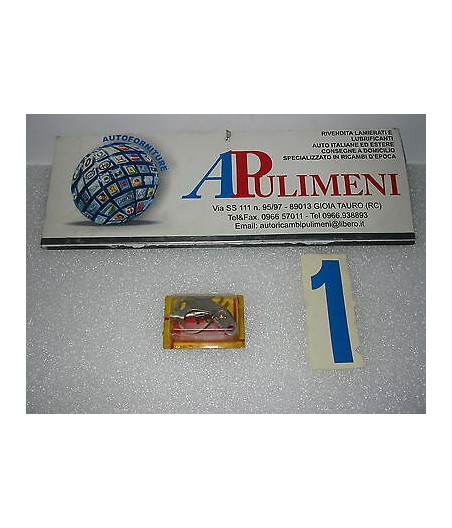 AUTOFORNITURE
RIVENDITA LAMIERATI E
LUBRIFICANTI
AUTO ITALIANE ED ESTERE
CONSEGNE A DOMICILIO
SPECIALIZZATO IN RICAMBI D'EPOCA
APULIMENI
Via SS 111 n. 95/97 - 89013 GIOIA TAURO (RC)
Tel&Fax. 0966 57011 - Tel 0966.938893
Email: autoricambipulimeni@libero.it
1